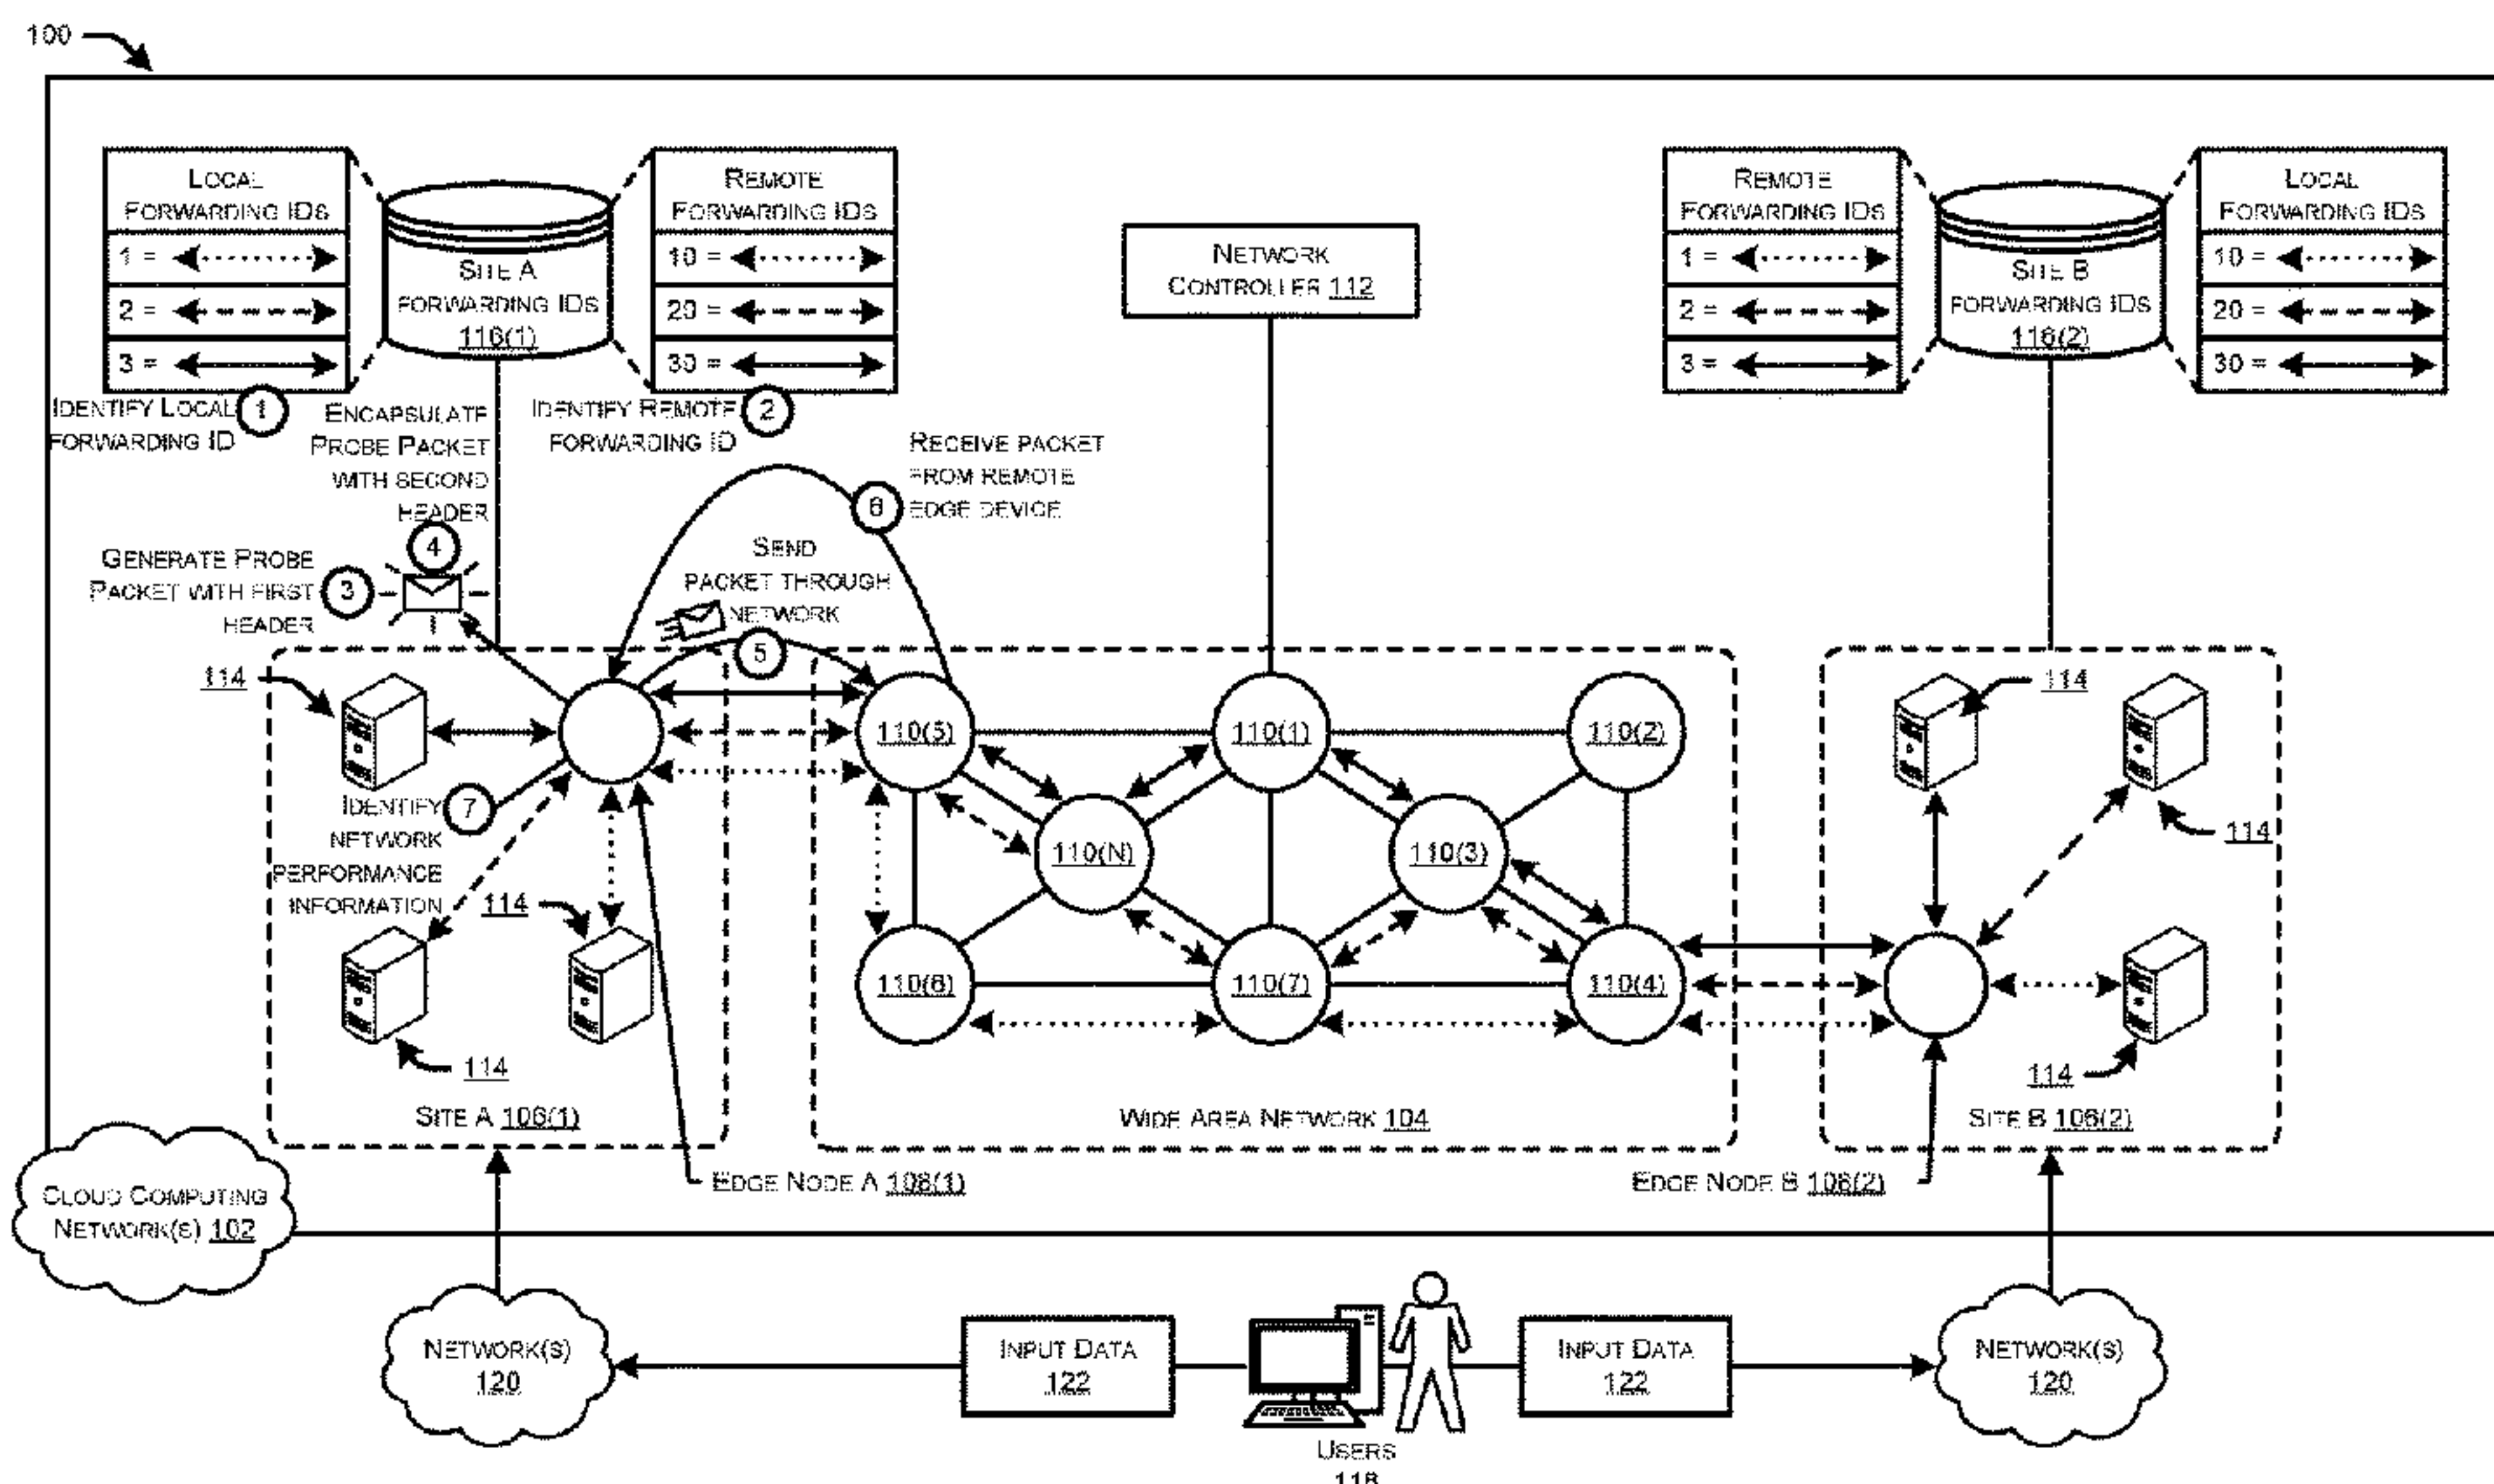 100
LOCAL
FORWARDING IDS
1 =
2 =
3 =
SITE A
FORWARDING IDS
116(1)
REMOTE
FORWARDING IDS
10 =
20 =
30 =
NETWORK
CONTROLLER 112
REMOTE
FORWARDING IDS
1 =
2 =
3 =
SITE B
FORWARDING IDS
116(2)
LOCAL
FORWARDING IDS
10 =
20 =
30 =
IDENTIFY LOCAL
FORWARDING ID
1
ENCAPSULATE
PROBE PACKET
WITH SECOND
HEADER
4
IDENTIFY REMOTE
FORWARDING ID
2
RECEIVE PACKET
FROM REMOTE
EDGE DEVICE
6
GENERATE PROBE
PACKET WITH FIRST
HEADER
3
SEND
PACKET THROUGH
NETWORK
5
114
110(5)
110(1)
110(2)
114
114
IDENTIFY
NETWORK
PERFORMANCE
INFORMATION
7
110(N)
110(3)
114
110(6)
110(7)
110(4)
114
114
SITE A 106(1)
WIDE AREA NETWORK 104
SITE B 106(2)
EDGE NODE A 108(1)
EDGE NODE B 108(2)
CLOUD COMPUTING
NETWORK(S) 102
NETWORK(S)
120
INPUT DATA
122
INPUT DATA
122
NETWORK(S)
120
USERS
118